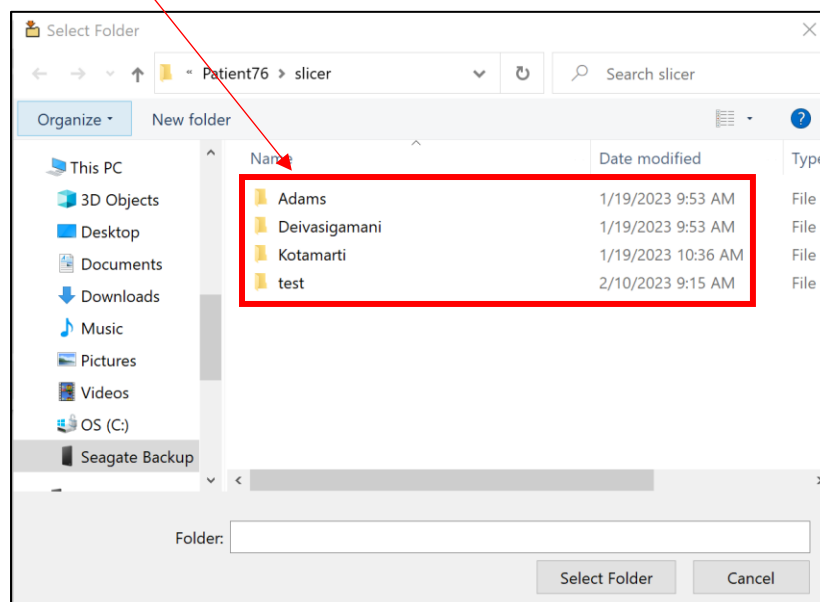 Select Folder
« Patient76 > slicer
Search slicer
Organize
New folder
?
Name
Date modified
Type
This PC
3D Objects
Desktop
Documents
Downloads
Music
Pictures
Videos
OS (C:)
Seagate Backup
Adams 1/19/2023 9:53 AM File
Deivasigamani 1/19/2023 9:53 AM File
Kotamarti 1/19/2023 10:36 AM File
test 2/10/2023 9:15 AM File
Folder:
Select Folder
Cancel